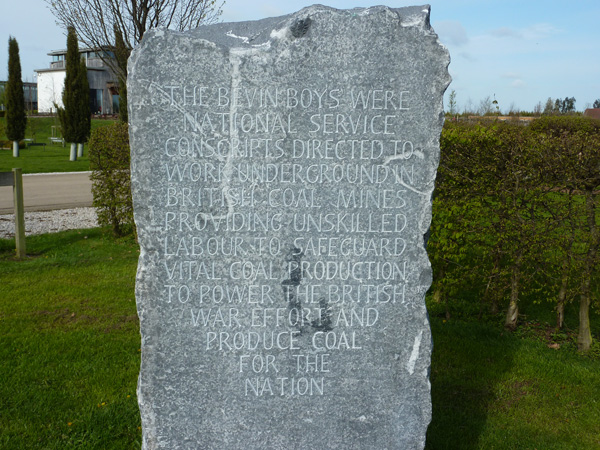 THE BEVIN BOYS WERE
NATIONAL SERVICE
CONSCRIPTS DIRECTED TO
WORK UNDERGROUND IN
BRITISH COAL MINES
PROVIDING UNSKILLED
LABOUR TO SAFEGUARD
VITAL COAL PRODUCTION
TO POWER THE BRITISH
WAR EFFORT AND
PRODUCE COAL
FOR THE
NATION